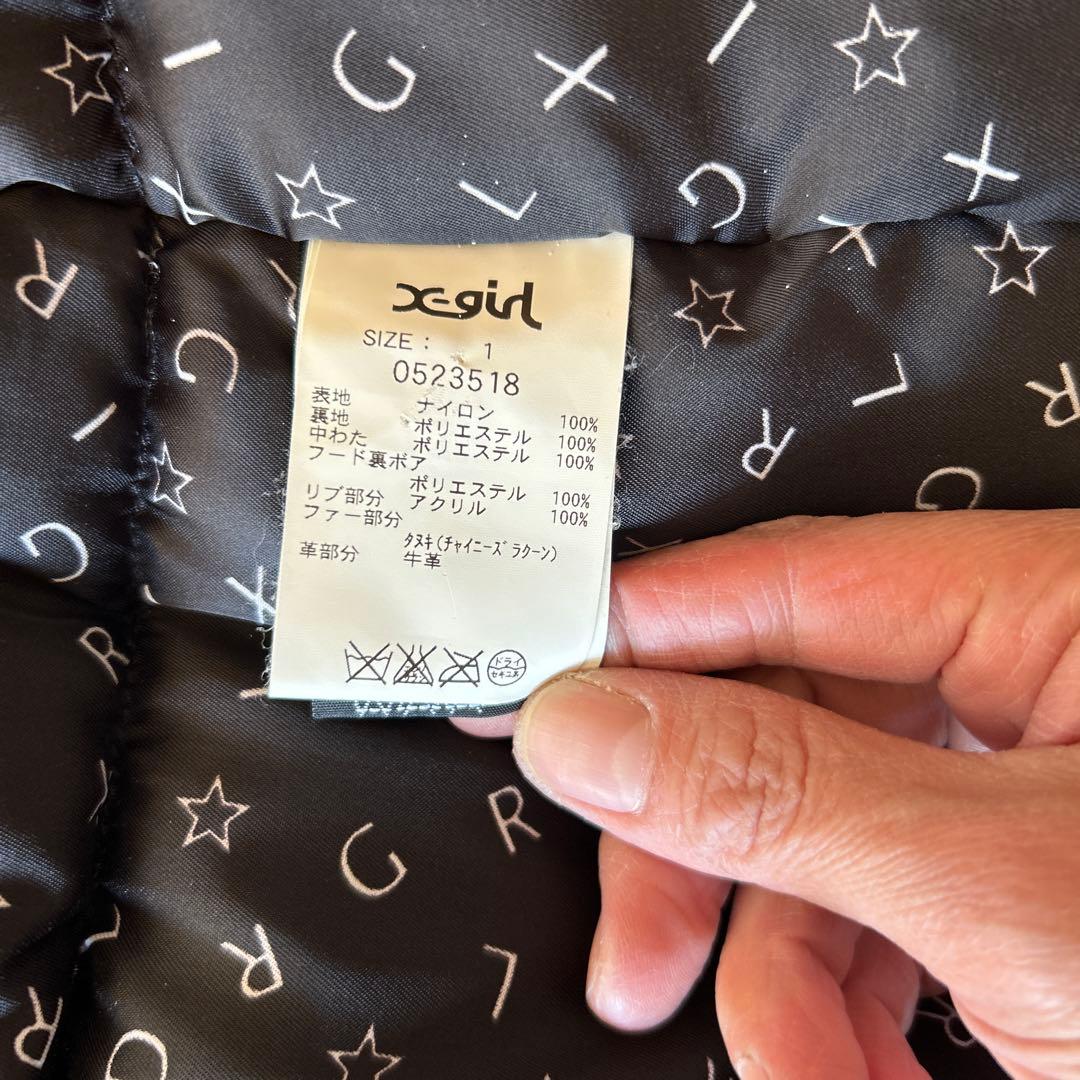 X-girl
SIZE : 1
0523518
表地 ナイロン 100%
裏地 ポリエステル 100%
中わた ポリエステル 100%
フード裏ボア
ポリエステル 100%
リブ部分 アクリル 100%
ファー部分
タヌキ(チャイニーズ ラクーン)
革部分 牛革
ドライ
セキユ系